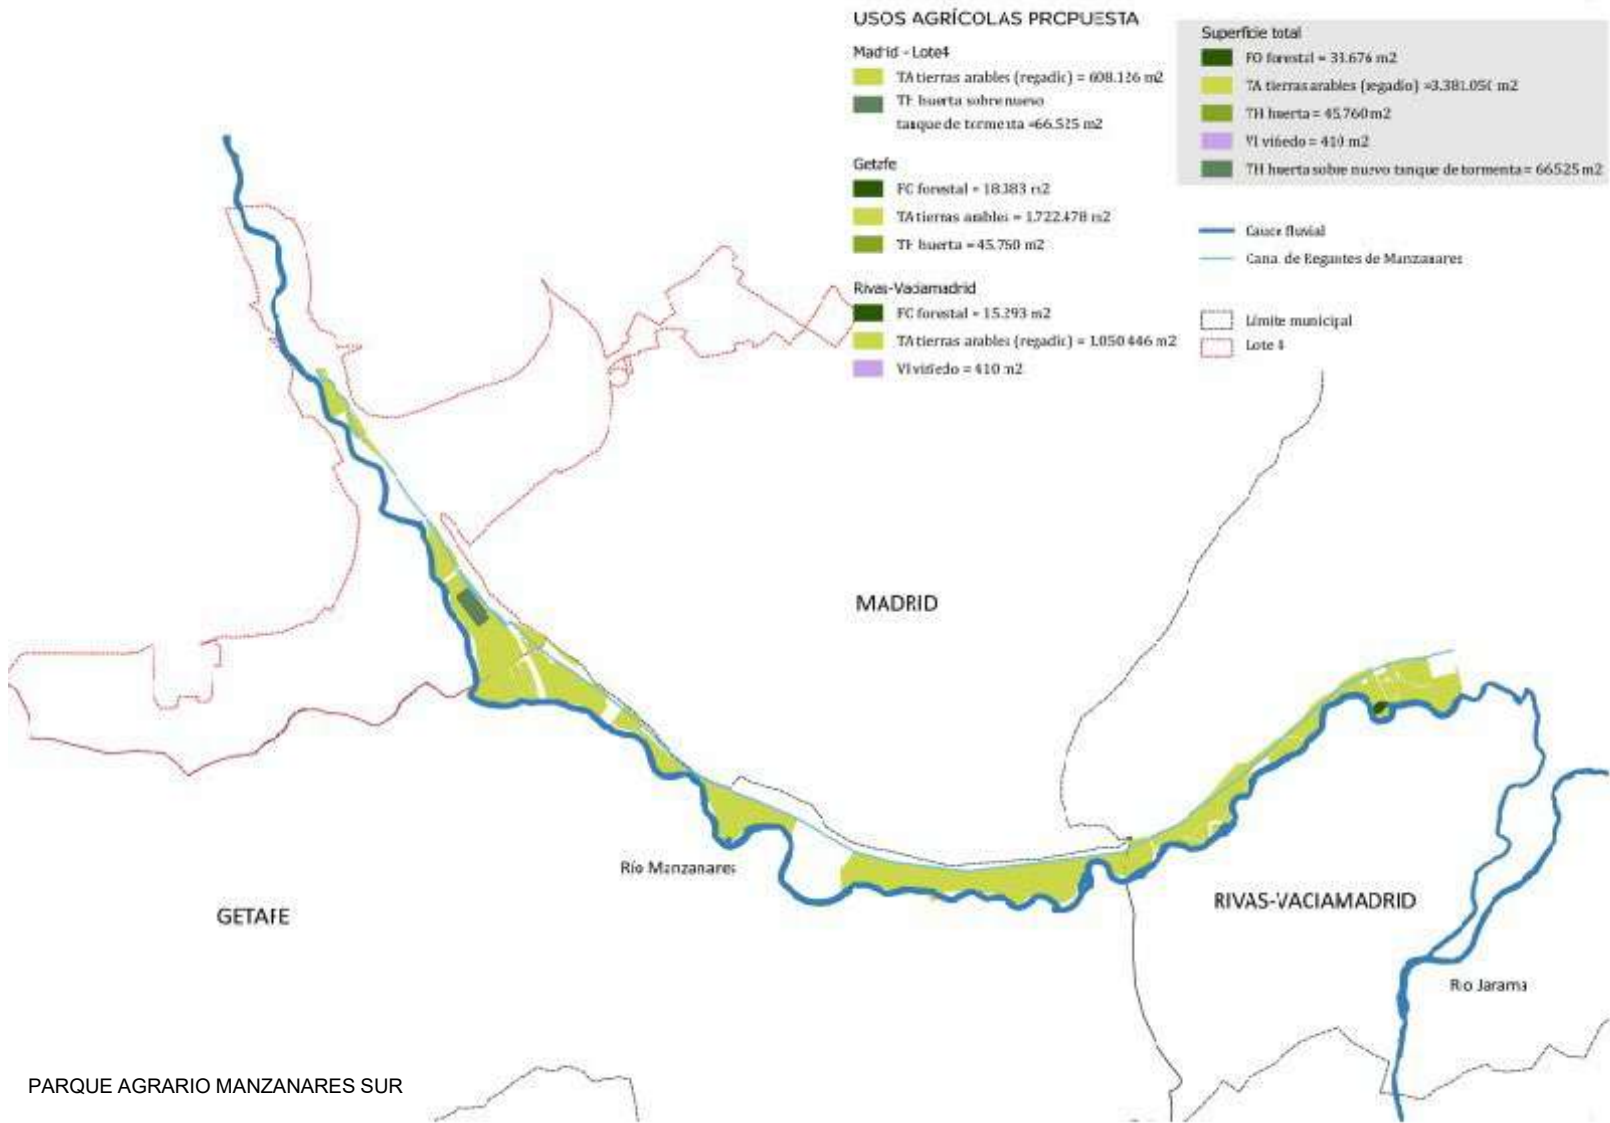 USOS AGRÍCOLAS PROPUESTA
Madrid - Lote4
TA tierras arables (regadío) = 608.126 m2
TH huerta sobre nuevo
tanque de tormenta =66.525 m2
Getafe
FO forestal = 18.383 m2
TA tierras arables = 1.722.478 m2
TH huerta = 45.760 m2
Rivas-Vaciamadrid
FO forestal = 15.293 m2
TA tierras arables (regadío) = 1.050.446 m2
VI viñedo = 410 m2
Superficie total
FO forestal = 33.676 m2
TA tierras arables (regadío) =3.381.050 m2
TH huerta = 45.760 m2
VI viñedo = 410 m2
TH huerta sobre nuevo tanque de tormenta = 66525 m2
Cauce fluvial
Canal de Regantes de Manzanares
Límite municipal
Lote 4
MADRID
Río Manzanares
GETAFE
RIVAS-VACIAMADRID
Rio Jarama
PARQUE AGRARIO MANZANARES SUR